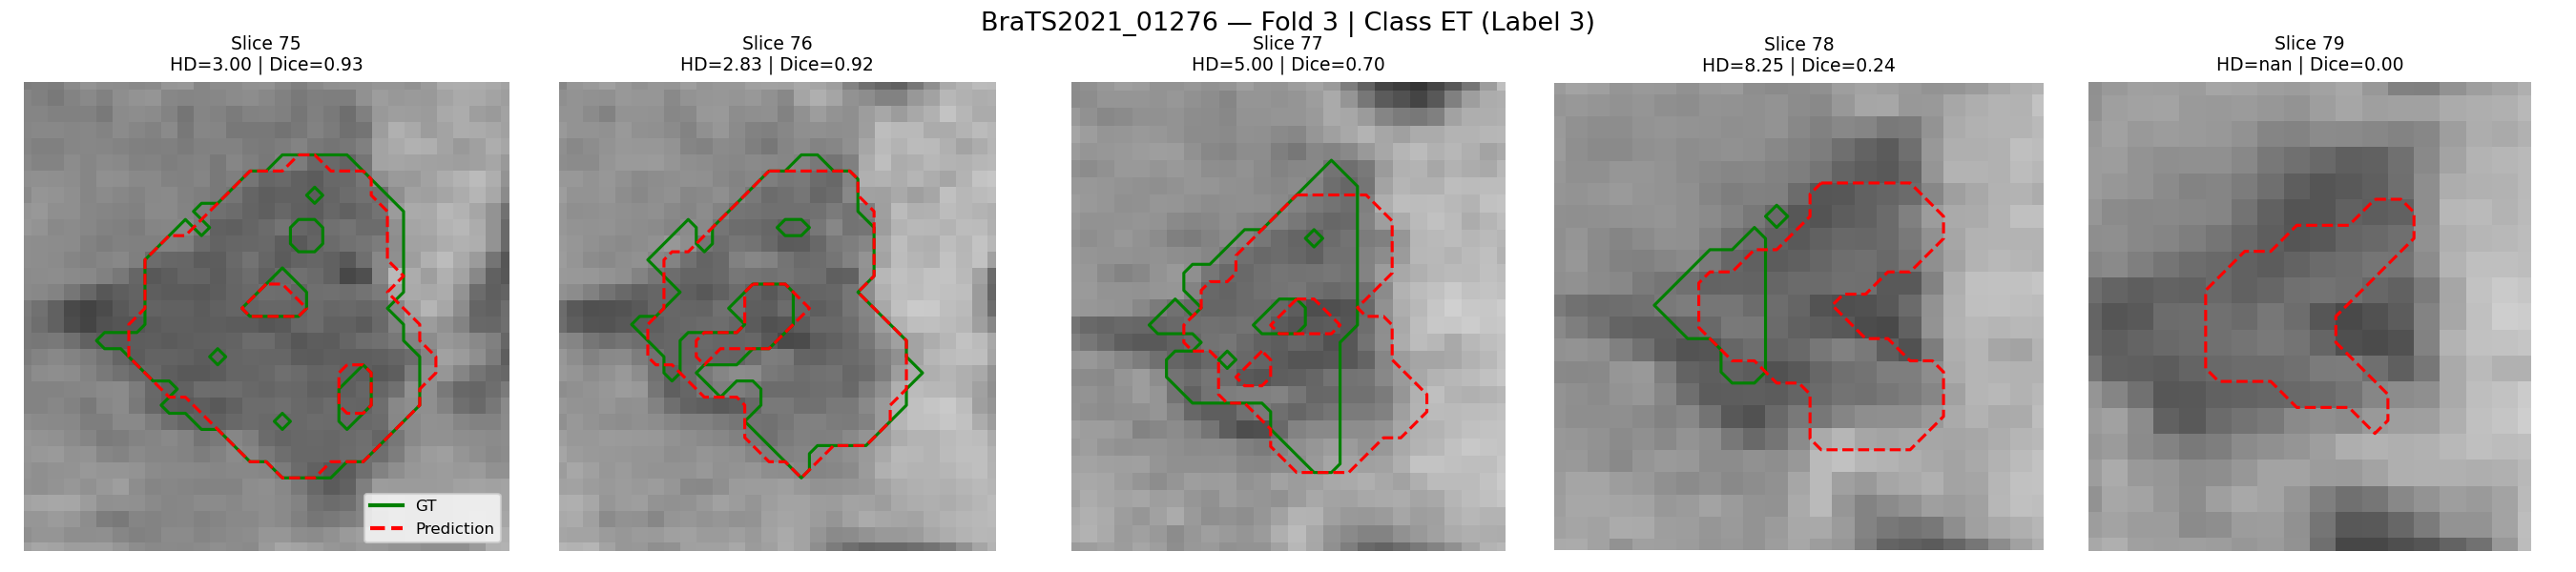 BraTS2021_01276 — Fold 3 | Class ET (Label 3)
Slice 75
HD=3.00 | Dice=0.93
Slice 76
HD=2.83 | Dice=0.92
Slice 77
HD=5.00 | Dice=0.70
Slice 78
HD=8.25 | Dice=0.24
Slice 79
HD=nan | Dice=0.00
GT
Prediction